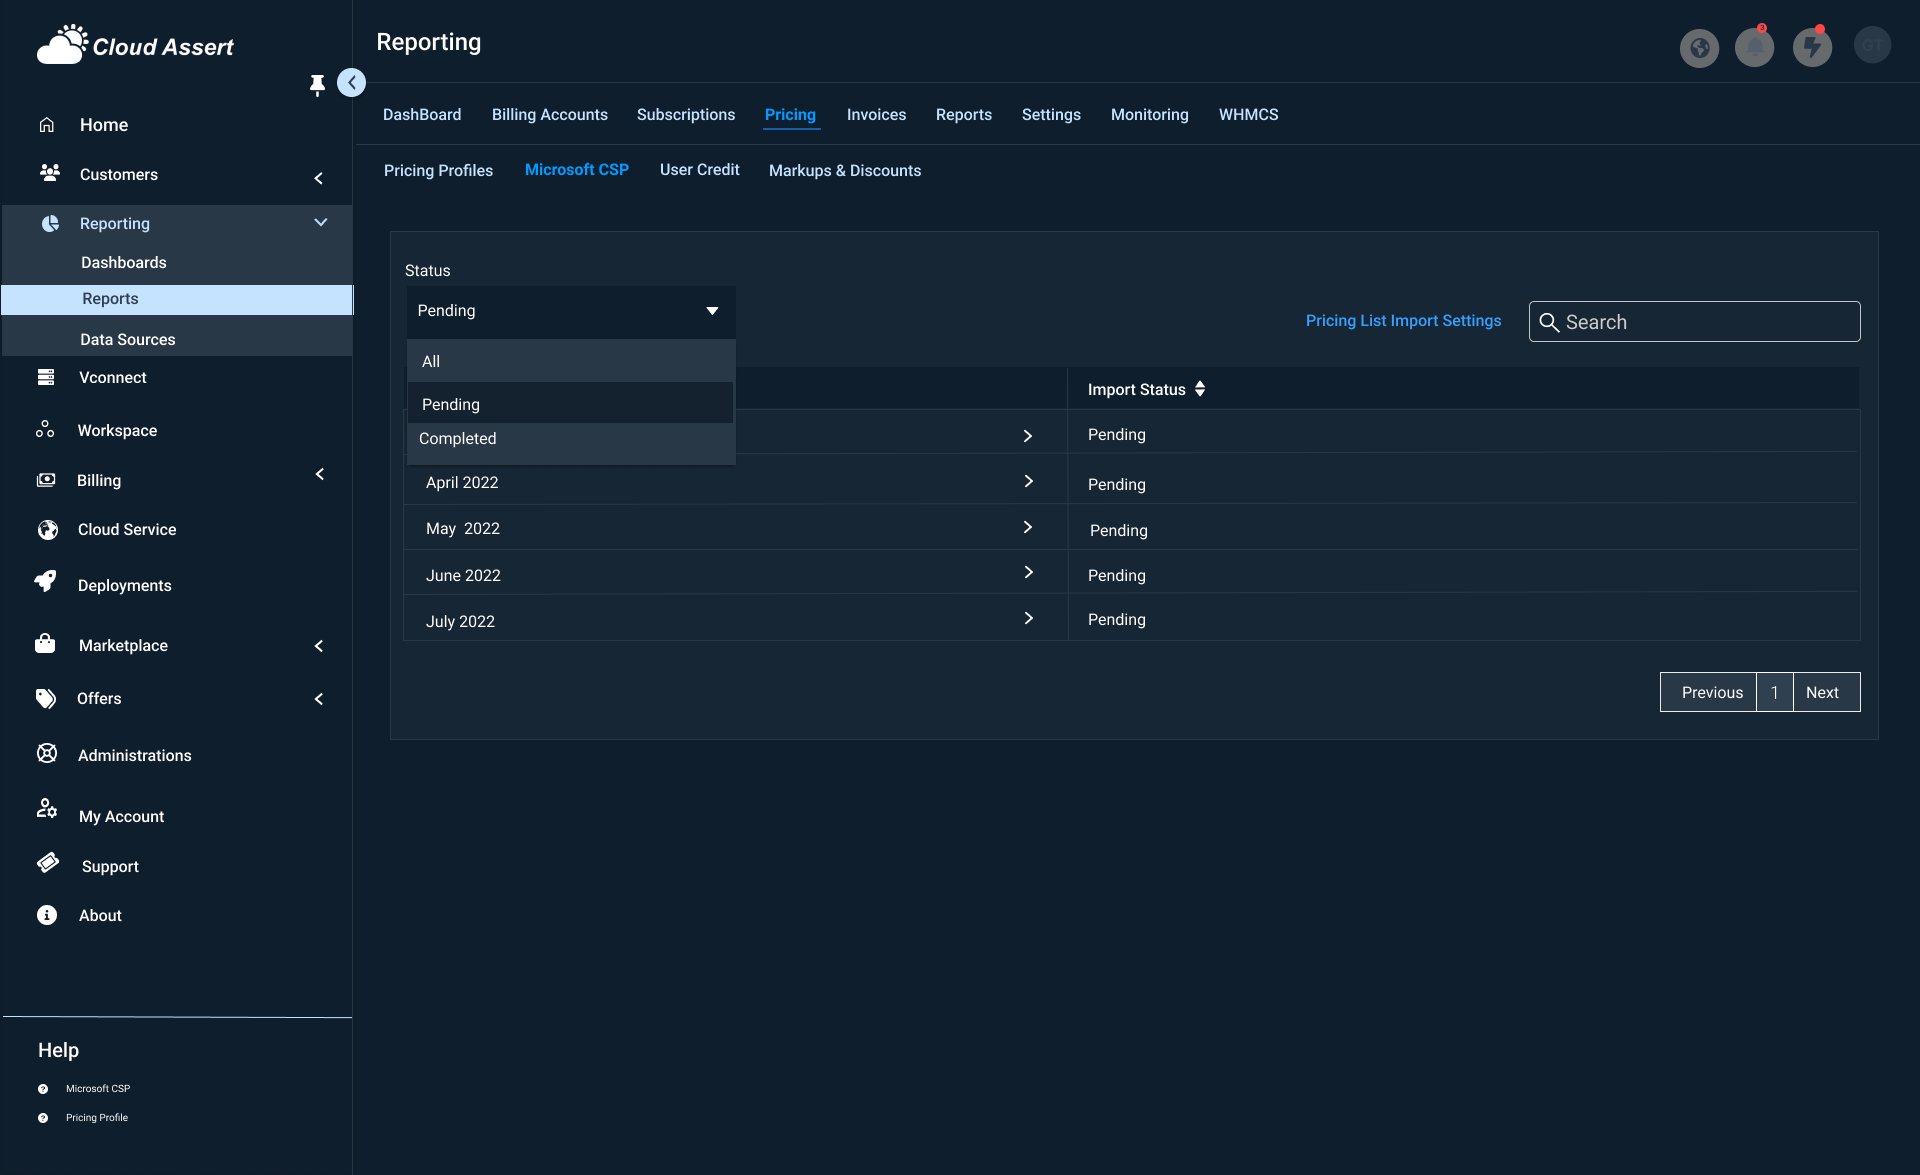 Cloud Assert
Reporting
3
GT
Home
Customers
Reporting
Dashboards
Reports
Data Sources
Vconnect
Workspace
Billing
Cloud Service
Deployments
Marketplace
Offers
Administrations
My Account
Support
About
Help
Microsoft CSP
Pricing Profile
DashBoard Billing Accounts Subscriptions Pricing Invoices Reports Settings Monitoring WHMCS
Pricing Profiles Microsoft CSP User Credit Markups & Discounts
Status
Pending
All
Pending
Completed
Pricing List Import Settings
Search
Import Status
Pending
April 2022 Pending
May 2022 Pending
June 2022 Pending
July 2022 Pending
Previous 1 Next